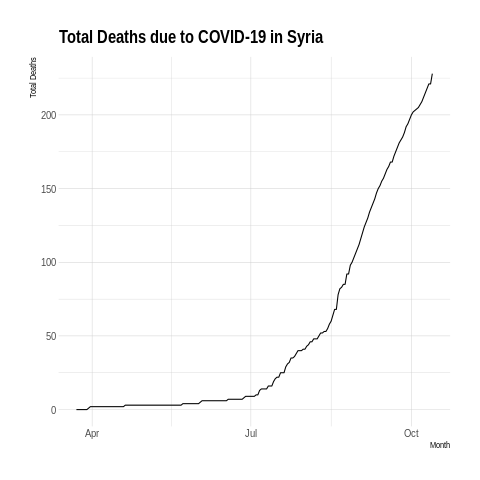 Total Deaths due to COVID-19 in Syria
Total Deaths
200
150
100
50
0
Apr
Jul
Oct
Month